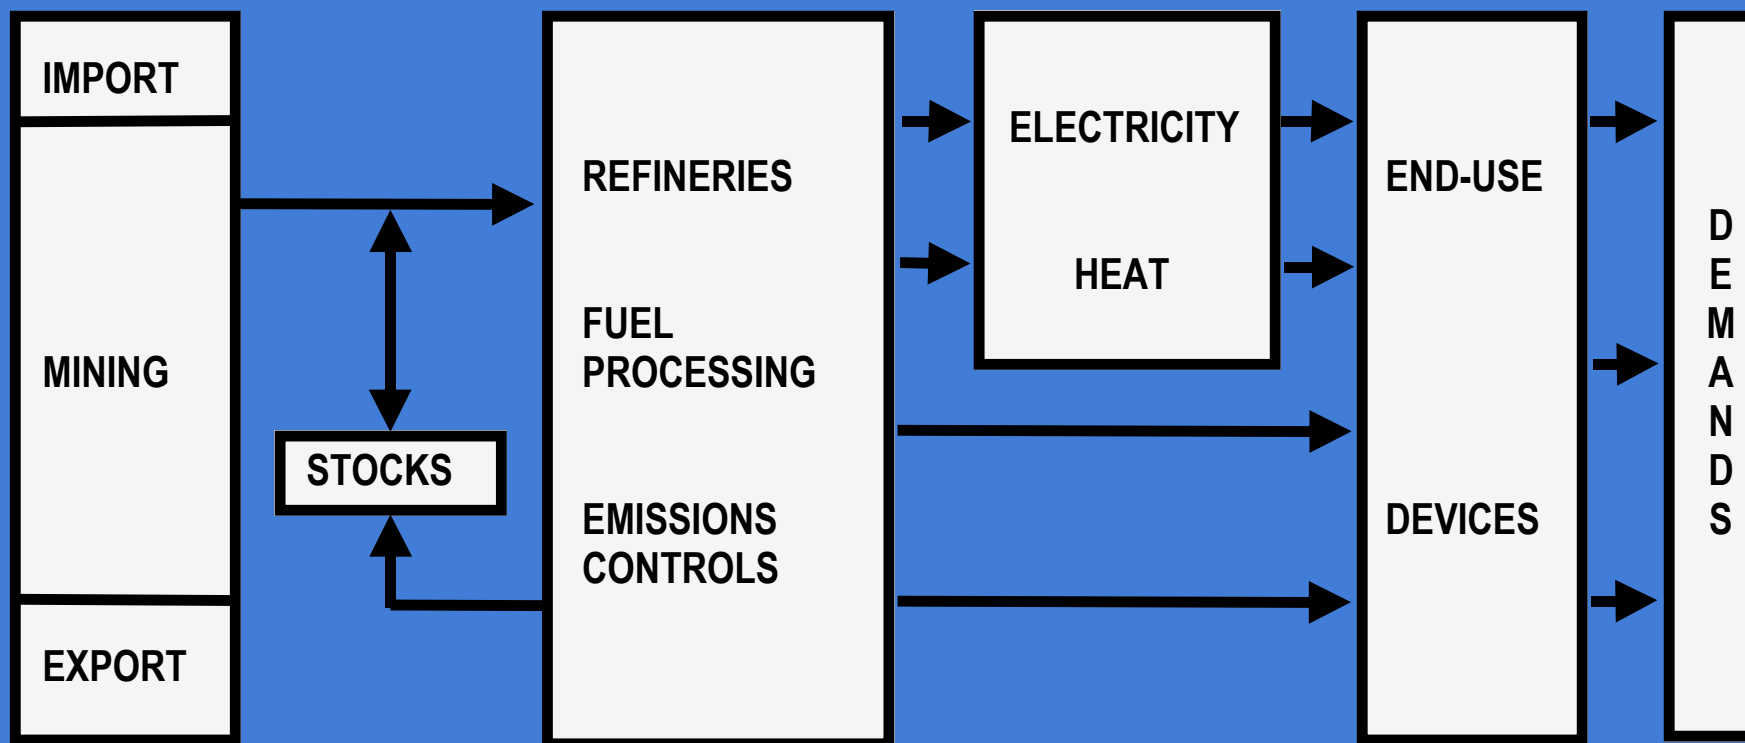 IMPORT
MINING
EXPORT
STOCKS
REFINERIES
FUEL
PROCESSING
EMISSIONS
CONTROLS
ELECTRICITY
HEAT
END-USE
DEVICES
D
E
M
A
N
D
S